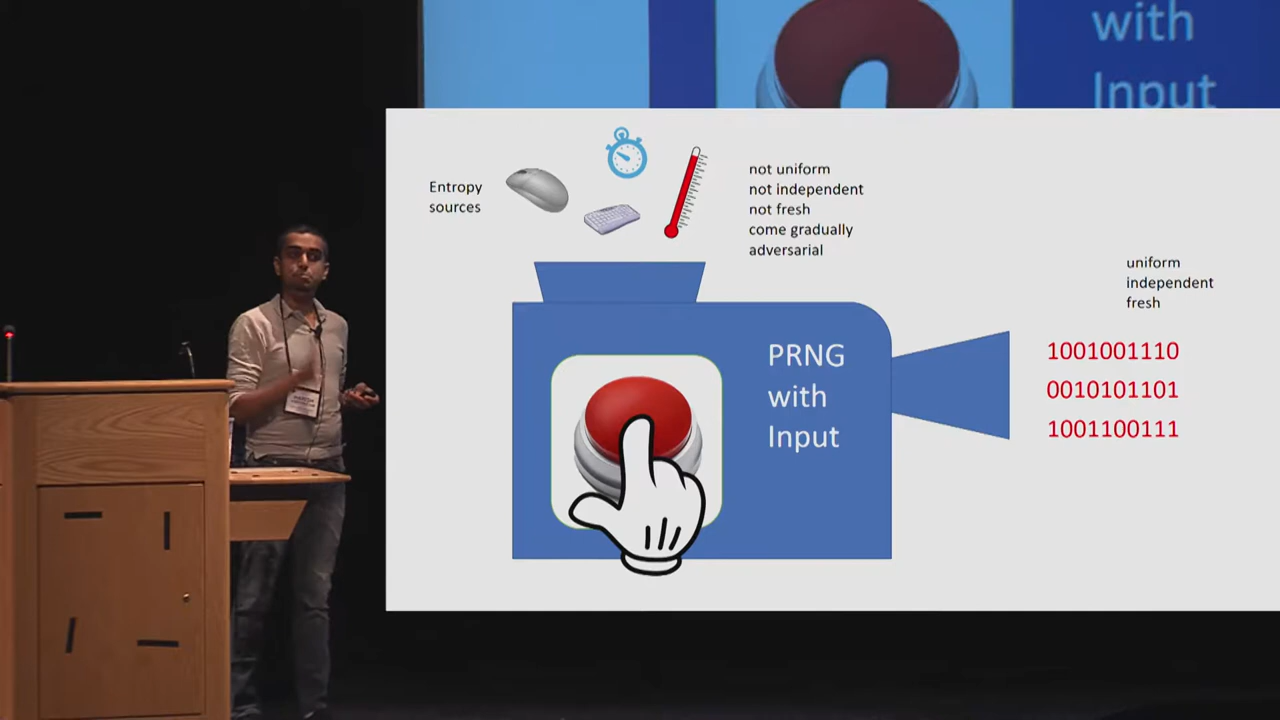 with
Input
Entropy
sources
not uniform
not independent
not fresh
come gradually
adversarial
uniform
independent
fresh
PRNG
with
Input
1001001110
0010101101
1001100111